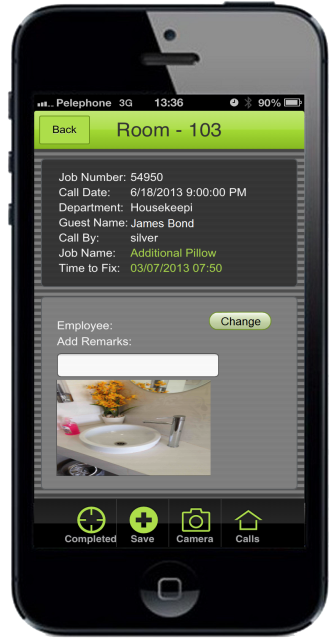 Pelephone 3G 13:36 90%
Back Room - 103
Job Number: 54950
Call Date: 6/18/2013 9:00:00 PM
Department: Housekeepi
Guest Name: James Bond
Call By: silver
Job Name: Additional Pillow
Time to Fix: 03/07/2013 07:50
Employee: Change
Add Remarks:
Completed Save Camera Calls